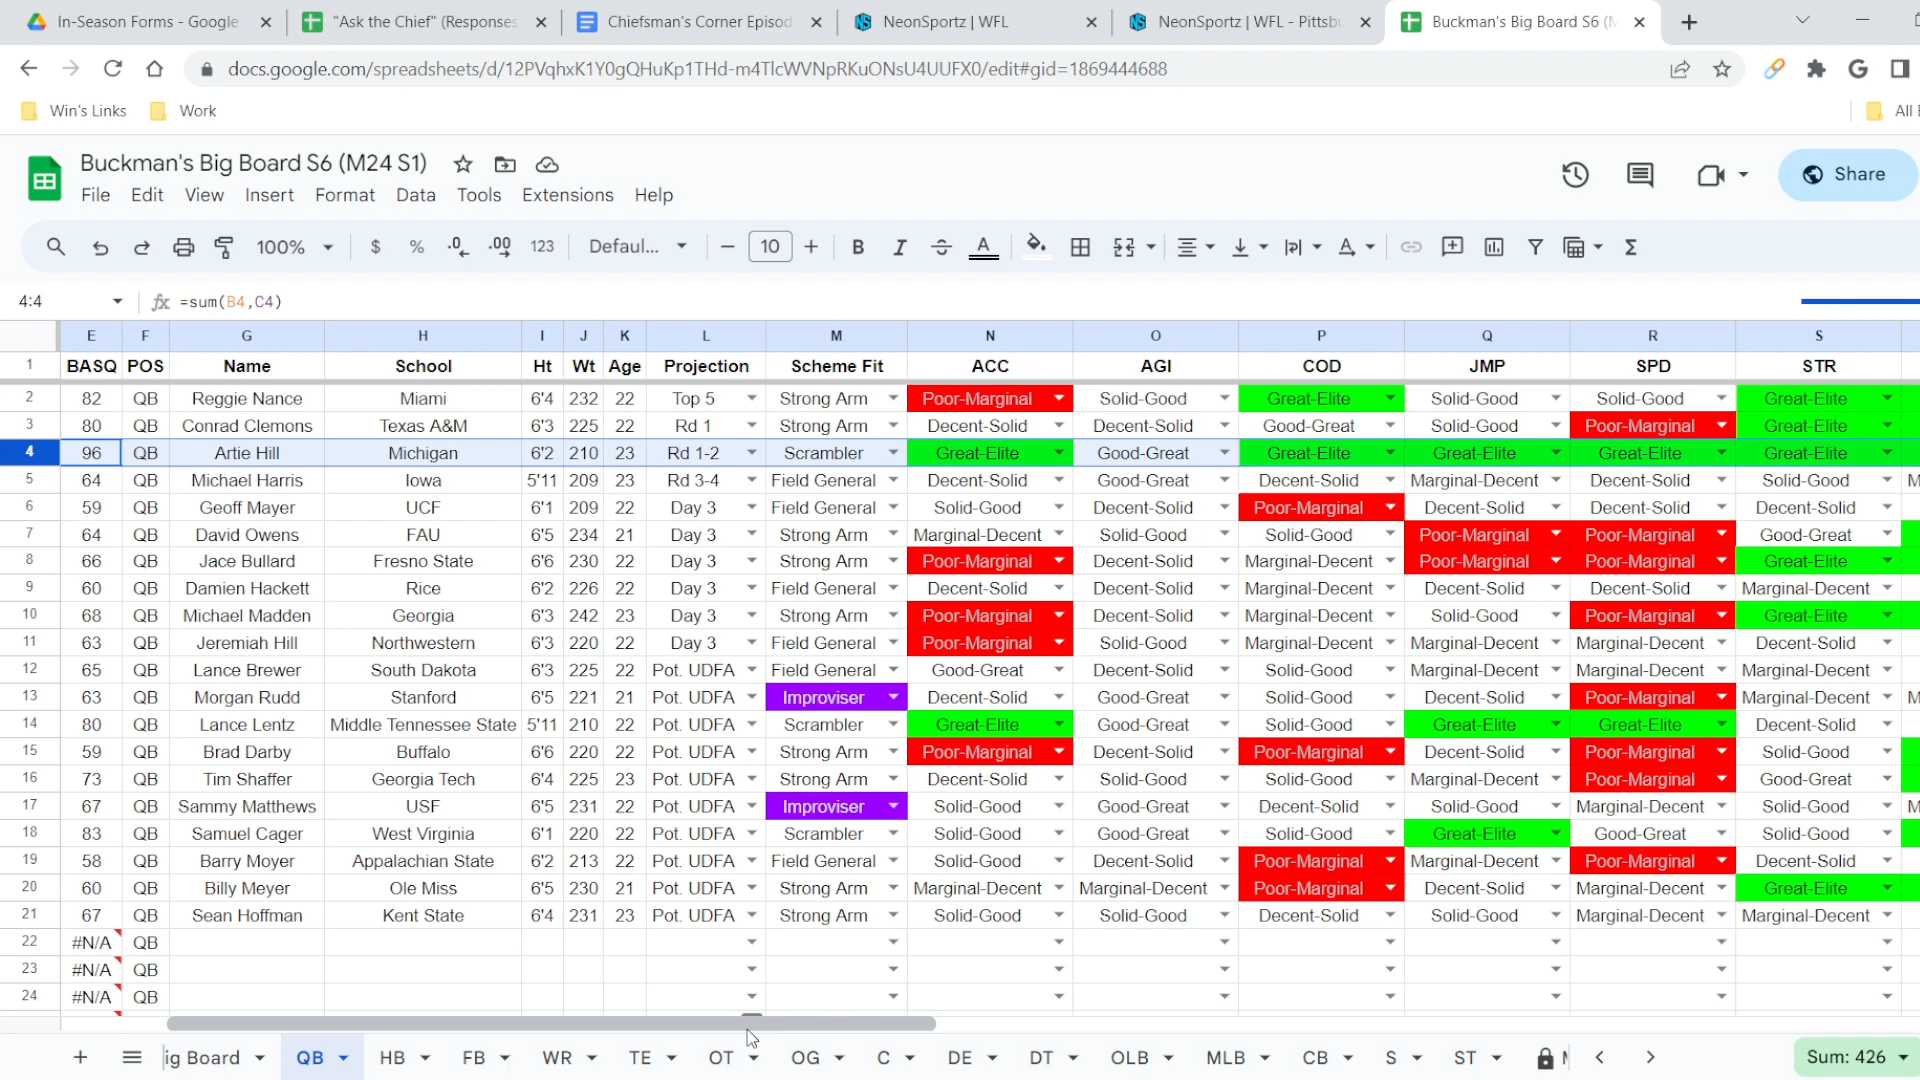 In-Season Forms - Google "Ask the Chief" (Responses Chiefsman's Corner Episod NeonSportz | WFL NeonSportz | WFL - Pittsbu Buckman's Big Board S6 (M
docs.google.com/spreadsheets/d/12PVqhxK1Y0gQHuKp1THd-m4TlcWVNpRKuONsU4UUFX0/edit#gid=1869444688
Win's Links Work All
Buckman's Big Board S6 (M24 S1)
File Edit View Insert Format Data Tools Extensions Help Share
100% $ % .0 .00 123 Defaul... − 10 + B I A Σ
4:4 fx =sum(B4,C4)
E F G H I J K L M N O P Q R S
1 BASQ POS Name School Ht Wt Age Projection Scheme Fit ACC AGI COD JMP SPD STR
2 82 QB Reggie Nance Miami 6'4 232 22 Top 5 Strong Arm Poor-Marginal Solid-Good Great-Elite Solid-Good Solid-Good Great-Elite
3 80 QB Conrad Clemons Texas A&M 6'3 225 22 Rd 1 Strong Arm Decent-Solid Decent-Solid Good-Great Solid-Good Poor-Marginal Great-Elite
4 96 QB Artie Hill Michigan 6'2 210 23 Rd 1-2 Scrambler Great-Elite Good-Great Great-Elite Great-Elite Great-Elite Great-Elite
5 64 QB Michael Harris Iowa 5'11 209 23 Rd 3-4 Field General Decent-Solid Good-Great Decent-Solid Marginal-Decent Decent-Solid Solid-Good M
6 59 QB Geoff Mayer UCF 6'1 209 22 Day 3 Field General Solid-Good Decent-Solid Poor-Marginal Decent-Solid Decent-Solid Decent-Solid
7 64 QB David Owens FAU 6'5 234 21 Day 3 Strong Arm Marginal-Decent Solid-Good Solid-Good Poor-Marginal Poor-Marginal Good-Great
8 66 QB Jace Bullard Fresno State 6'6 230 22 Day 3 Strong Arm Poor-Marginal Decent-Solid Marginal-Decent Poor-Marginal Poor-Marginal Great-Elite
9 60 QB Damien Hackett Rice 6'2 226 22 Day 3 Field General Decent-Solid Decent-Solid Marginal-Decent Decent-Solid Decent-Solid Marginal-Decent
10 68 QB Michael Madden Georgia 6'3 242 23 Day 3 Strong Arm Poor-Marginal Decent-Solid Marginal-Decent Solid-Good Poor-Marginal Great-Elite
11 63 QB Jeremiah Hill Northwestern 6'3 220 22 Day 3 Field General Poor-Marginal Solid-Good Marginal-Decent Marginal-Decent Marginal-Decent Decent-Solid
12 65 QB Lance Brewer South Dakota 6'3 225 22 Pot. UDFA Field General Good-Great Decent-Solid Solid-Good Marginal-Decent Marginal-Decent Marginal-Decent
13 63 QB Morgan Rudd Stanford 6'5 221 21 Pot. UDFA Improviser Decent-Solid Good-Great Solid-Good Decent-Solid Poor-Marginal Marginal-Decent M
14 80 QB Lance Lentz Middle Tennessee State 5'11 210 22 Pot. UDFA Scrambler Great-Elite Good-Great Solid-Good Great-Elite Great-Elite Decent-Solid
15 59 QB Brad Darby Buffalo 6'6 220 22 Pot. UDFA Strong Arm Poor-Marginal Decent-Solid Poor-Marginal Decent-Solid Poor-Marginal Solid-Good
16 73 QB Tim Shaffer Georgia Tech 6'4 225 23 Pot. UDFA Strong Arm Decent-Solid Solid-Good Solid-Good Marginal-Decent Poor-Marginal Good-Great
17 67 QB Sammy Matthews USF 6'5 231 22 Pot. UDFA Improviser Solid-Good Good-Great Decent-Solid Solid-Good Marginal-Decent Solid-Good M
18 83 QB Samuel Cager West Virginia 6'1 220 22 Pot. UDFA Scrambler Solid-Good Good-Great Solid-Good Great-Elite Good-Great Solid-Good
19 58 QB Barry Moyer Appalachian State 6'2 213 22 Pot. UDFA Field General Solid-Good Decent-Solid Poor-Marginal Marginal-Decent Poor-Marginal Decent-Solid
20 60 QB Billy Meyer Ole Miss 6'5 230 21 Pot. UDFA Strong Arm Marginal-Decent Marginal-Decent Poor-Marginal Decent-Solid Marginal-Decent Great-Elite
21 67 QB Sean Hoffman Kent State 6'4 231 23 Pot. UDFA Strong Arm Solid-Good Solid-Good Decent-Solid Solid-Good Marginal-Decent Marginal-Decent
22 #N/A QB
23 #N/A QB
24 #N/A QB
ig Board QB HB FB WR TE OT OG C DE DT OLB MLB CB S ST Sum: 426